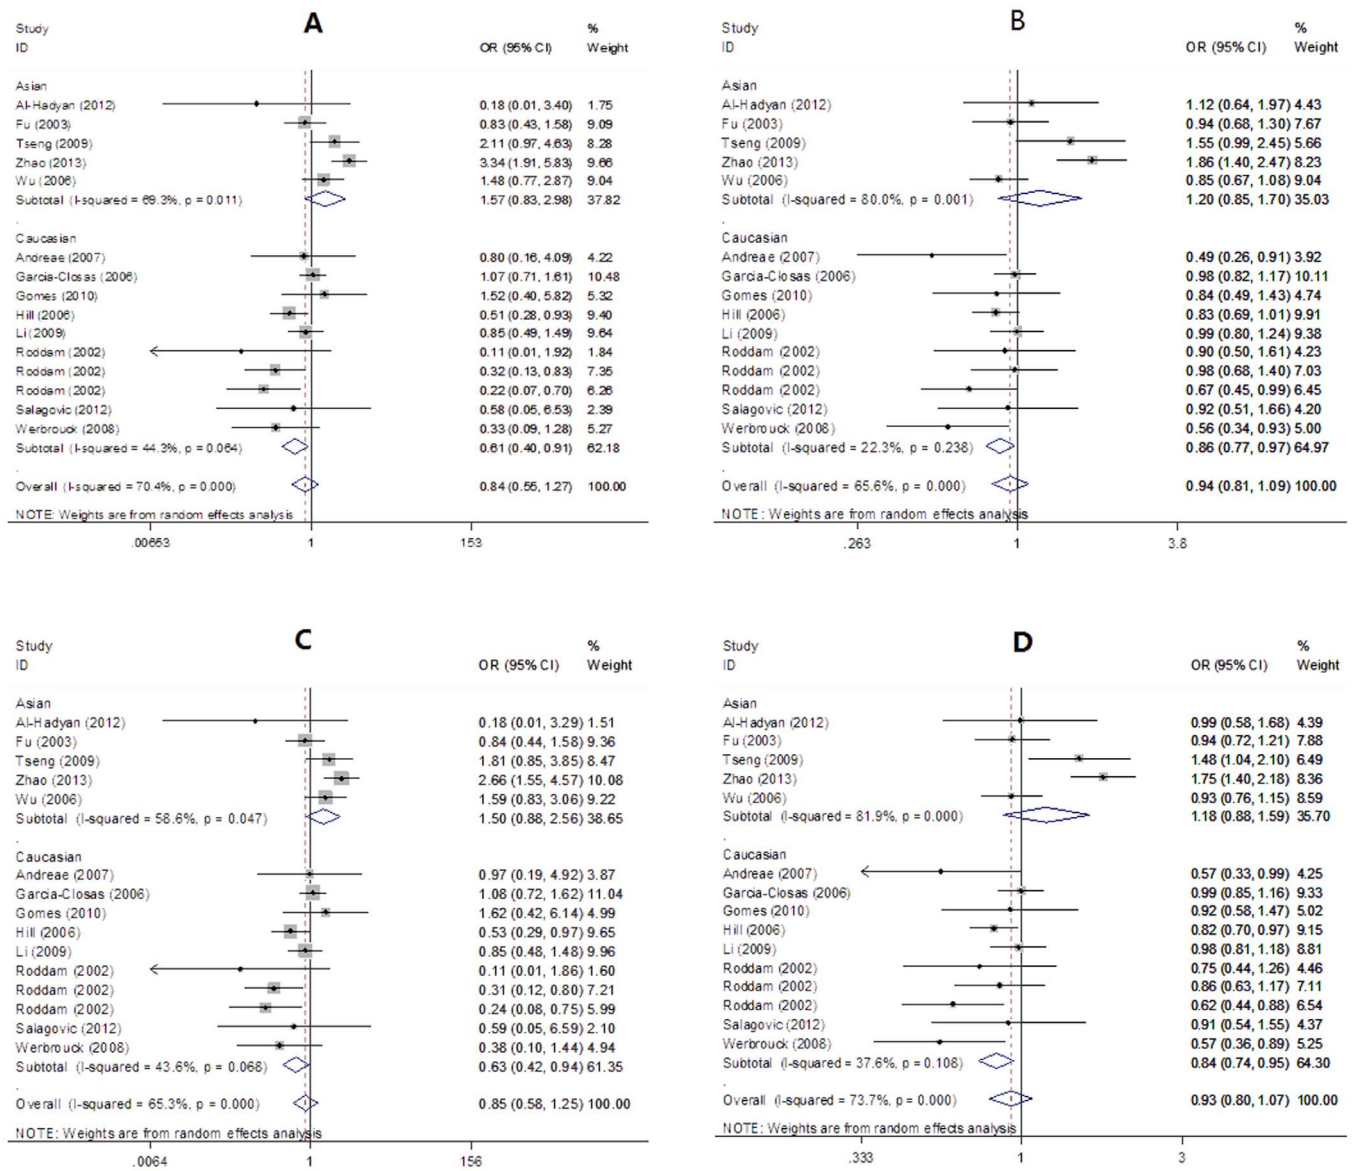 A
Study %
ID OR (95% CI) Weight
Asian
Al-Hadyan (2012) 0.18 (0.01, 3.40) 1.75
Fu (2003) 0.83 (0.43, 1.58) 9.09
Tseng (2009) 2.11 (0.97, 4.63) 8.28
Zhao (2013) 3.34 (1.91, 5.83) 9.66
Wu (2006) 1.48 (0.77, 2.87) 9.04
Subtotal (I-squared = 69.3%, p = 0.011) 1.57 (0.83, 2.98) 37.82
.
Caucasian
Andreae (2007) 0.80 (0.16, 4.09) 4.22
Garcia-Closas (2006) 1.07 (0.71, 1.61) 10.48
Gomes (2010) 1.52 (0.40, 5.82) 5.32
Hill (2006) 0.51 (0.28, 0.93) 9.40
Li (2009) 0.85 (0.49, 1.49) 9.64
Roddam (2002) 0.11 (0.01, 1.92) 1.84
Roddam (2002) 0.32 (0.13, 0.83) 7.35
Roddam (2002) 0.22 (0.07, 0.70) 6.26
Salagovic (2012) 0.58 (0.05, 6.53) 2.39
Werbrouck (2008) 0.33 (0.09, 1.28) 5.27
Subtotal (I-squared = 44.3%, p = 0.064) 0.61 (0.40, 0.91) 62.18
.
Overall (I-squared = 70.4%, p = 0.000) 0.84 (0.55, 1.27) 100.00
NOTE: Weights are from random effects analysis
.00653 1 153
B
Study %
ID OR (95% CI) Weight
Asian
Al-Hadyan (2012) 1.12 (0.64, 1.97) 4.43
Fu (2003) 0.94 (0.68, 1.30) 7.67
Tseng (2009) 1.55 (0.99, 2.45) 5.66
Zhao (2013) 1.86 (1.40, 2.47) 8.23
Wu (2006) 0.85 (0.67, 1.08) 9.04
Subtotal (I-squared = 80.0%, p = 0.001) 1.20 (0.85, 1.70) 35.03
.
Caucasian
Andreae (2007) 0.49 (0.26, 0.91) 3.92
Garcia-Closas (2006) 0.98 (0.82, 1.17) 10.11
Gomes (2010) 0.84 (0.49, 1.43) 4.74
Hill (2006) 0.83 (0.69, 1.01) 9.91
Li (2009) 0.99 (0.80, 1.24) 9.38
Roddam (2002) 0.90 (0.50, 1.61) 4.23
Roddam (2002) 0.98 (0.68, 1.40) 7.03
Roddam (2002) 0.67 (0.45, 0.99) 6.45
Salagovic (2012) 0.92 (0.51, 1.66) 4.20
Werbrouck (2008) 0.56 (0.34, 0.93) 5.00
Subtotal (I-squared = 22.3%, p = 0.238) 0.86 (0.77, 0.97) 64.97
.
Overall (I-squared = 65.6%, p = 0.000) 0.94 (0.81, 1.09) 100.00
NOTE: Weights are from random effects analysis
.263 1 3.8
C
Study %
ID OR (95% CI) Weight
Asian
Al-Hadyan (2012) 0.18 (0.01, 3.29) 1.51
Fu (2003) 0.84 (0.44, 1.58) 9.36
Tseng (2009) 1.81 (0.85, 3.85) 8.47
Zhao (2013) 2.66 (1.55, 4.57) 10.08
Wu (2006) 1.59 (0.83, 3.06) 9.22
Subtotal (I-squared = 58.6%, p = 0.047) 1.50 (0.88, 2.56) 38.65
.
Caucasian
Andreae (2007) 0.97 (0.19, 4.92) 3.87
Garcia-Closas (2006) 1.08 (0.72, 1.62) 11.04
Gomes (2010) 1.62 (0.42, 6.14) 4.99
Hill (2006) 0.53 (0.29, 0.97) 9.65
Li (2009) 0.85 (0.48, 1.48) 9.96
Roddam (2002) 0.11 (0.01, 1.86) 1.60
Roddam (2002) 0.31 (0.12, 0.80) 7.21
Roddam (2002) 0.24 (0.08, 0.75) 5.99
Salagovic (2012) 0.59 (0.05, 6.59) 2.10
Werbrouck (2008) 0.38 (0.10, 1.44) 4.94
Subtotal (I-squared = 43.6%, p = 0.068) 0.63 (0.42, 0.94) 61.35
.
Overall (I-squared = 65.3%, p = 0.000) 0.85 (0.58, 1.25) 100.00
NOTE: Weights are from random effects analysis
.0064 1 156
D
Study %
ID OR (95% CI) Weight
Asian
Al-Hadyan (2012) 0.99 (0.58, 1.68) 4.39
Fu (2003) 0.94 (0.72, 1.21) 7.88
Tseng (2009) 1.48 (1.04, 2.10) 6.49
Zhao (2013) 1.75 (1.40, 2.18) 8.36
Wu (2006) 0.93 (0.76, 1.15) 8.59
Subtotal (I-squared = 81.9%, p = 0.000) 1.18 (0.88, 1.59) 35.70
.
Caucasian
Andreae (2007) 0.57 (0.33, 0.99) 4.25
Garcia-Closas (2006) 0.99 (0.85, 1.16) 9.33
Gomes (2010) 0.92 (0.58, 1.47) 5.02
Hill (2006) 0.82 (0.70, 0.97) 9.15
Li (2009) 0.98 (0.81, 1.18) 8.81
Roddam (2002) 0.75 (0.44, 1.26) 4.46
Roddam (2002) 0.86 (0.63, 1.17) 7.11
Roddam (2002) 0.62 (0.44, 0.88) 6.54
Salagovic (2012) 0.91 (0.54, 1.55) 4.37
Werbrouck (2008) 0.57 (0.36, 0.89) 5.25
Subtotal (I-squared = 37.6%, p = 0.108) 0.84 (0.74, 0.95) 64.30
.
Overall (I-squared = 73.7%, p = 0.000) 0.93 (0.80, 1.07) 100.00
NOTE: Weights are from random effects analysis
.333 1 3